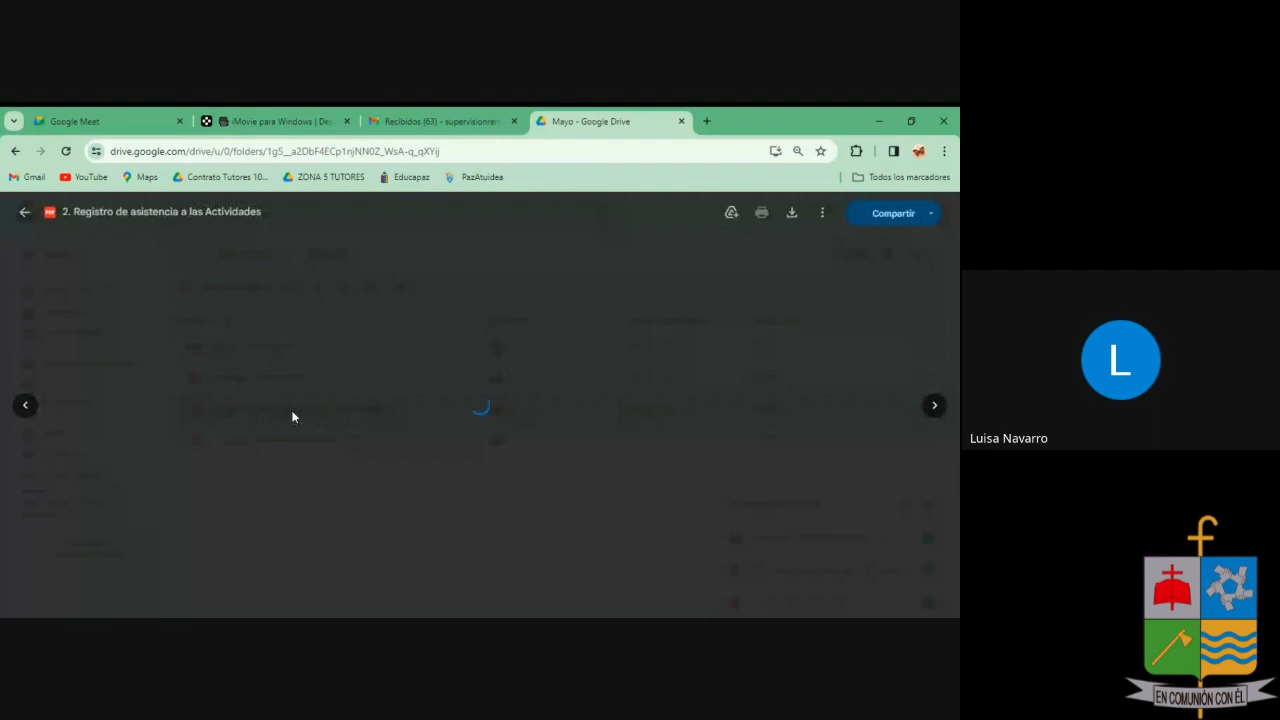 Google Meet
iMovie para Windows | Des
Recibidos (63) - supervisionren
Mayo - Google Drive
drive.google.com/drive/u/0/folders/1g5__a2DbF4ECp1njNN0Z_WsA-q_qXYij
Gmail YouTube Maps Contrato Tutores 10... ZONA 5 TUTORES Educapaz PazAtuidea Todos los marcadores
2. Registro de asistencia a las Actividades
Compartir
L
Luisa Navarro
EN COMUNIÓN CON ÉL